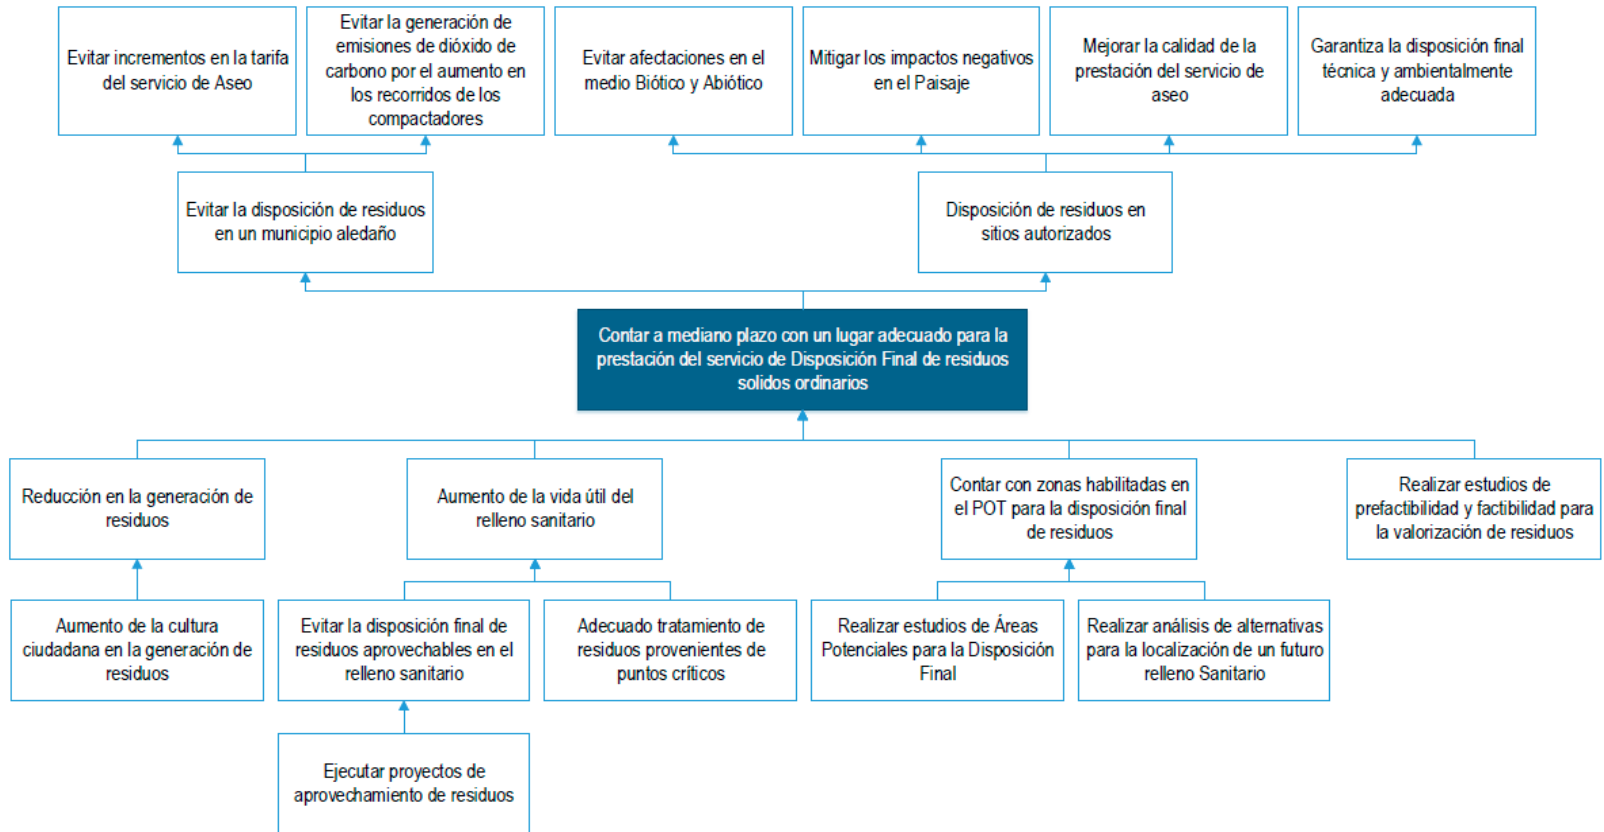 Evitar incrementos en la tarifa
del servicio de Aseo
Evitar la generación de
emisiones de dióxido de
carbono por el aumento en
los recorridos de los
compactadores
Evitar afectaciones en el
medio Biótico y Abiótico
Mitigar los impactos negativos
en el Paisaje
Mejorar la calidad de la
prestación del servicio de
aseo
Garantiza la disposición final
técnica y ambientalmente
adecuada
Evitar la disposición de residuos
en un municipio aledaño
Disposición de residuos en
sitios autorizados
Contar a mediano plazo con un lugar adecuado para la
prestación del servicio de Disposición Final de residuos
solidos ordinarios
Reducción en la generación de
residuos
Aumento de la vida útil del
relleno sanitario
Contar con zonas habilitadas en
el POT para la disposición final
de residuos
Realizar estudios de
prefactibilidad y factibilidad para
la valorización de residuos
Aumento de la cultura
ciudadana en la generación de
residuos
Evitar la disposición final de
residuos aprovechables en el
relleno sanitario
Adecuado tratamiento de
residuos provenientes de
puntos críticos
Realizar estudios de Áreas
Potenciales para la Disposición
Final
Realizar análisis de alternativas
para la localización de un futuro
relleno Sanitario
Ejecutar proyectos de
aprovechamiento de residuos